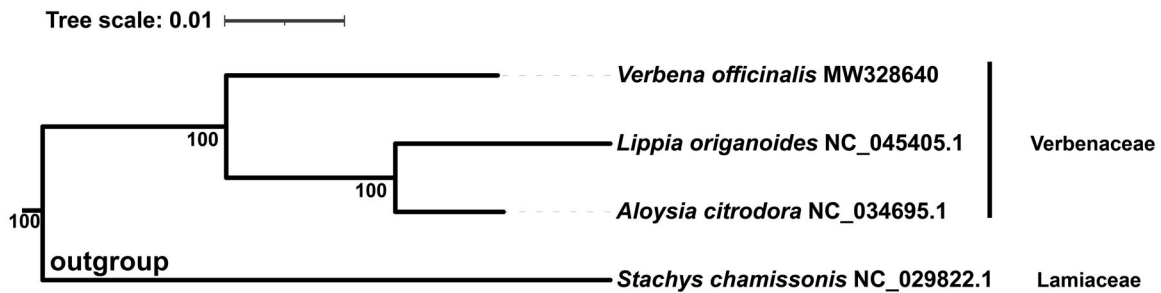 Tree scale: 0.01
Verbena officinalis MW328640
100
Lippia origanoides NC_045405.1
Verbenaceae
100
Aloysia citrodora NC_034695.1
100
outgroup
Stachys chamissonis NC_029822.1
Lamiaceae